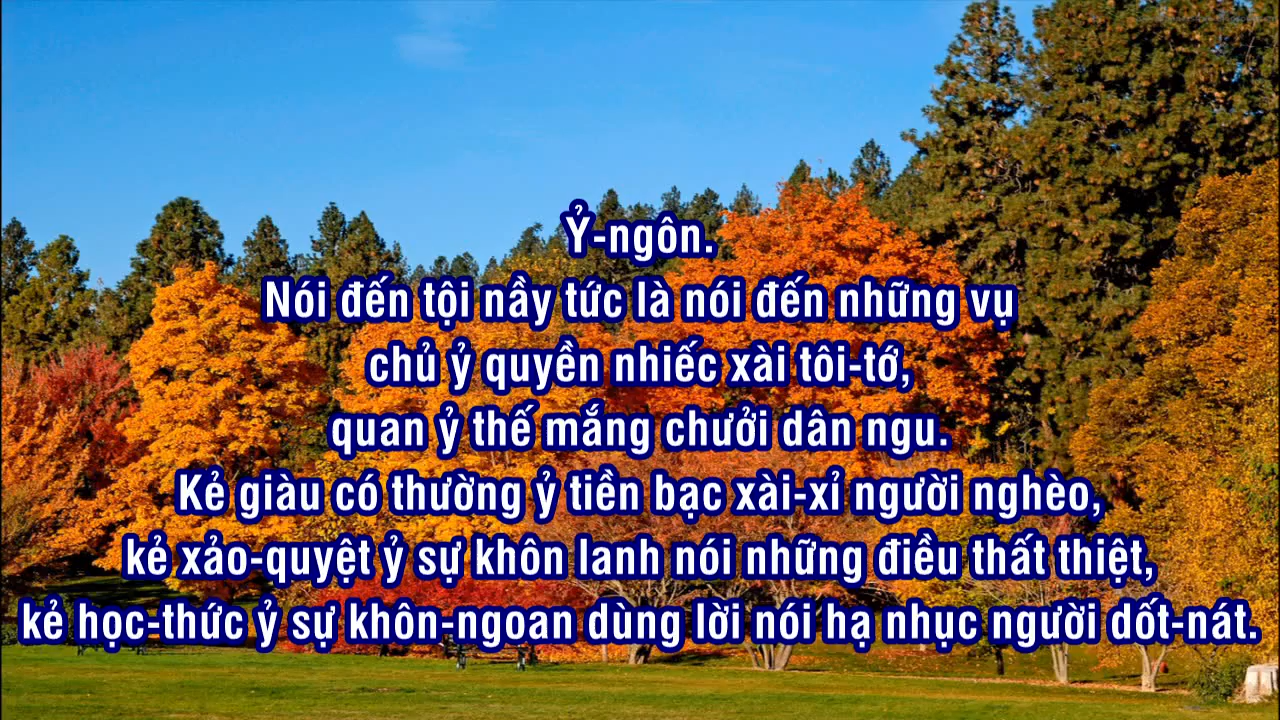 Ỷ-ngôn.
Nói đến tội nầy tức là nói đến những vụ
chủ ỷ quyền nhiếc xài tôi-tớ,
quan ỷ thế mắng chưởi dân ngu.
Kẻ giàu có thường ỷ tiền bạc xài-xỉ người nghèo,
kẻ xảo-quyệt ỷ sự khôn lanh nói những điều thất thiệt,
kẻ học-thức ỷ sự khôn-ngoan dùng lời nói hạ nhục người dốt-nát.